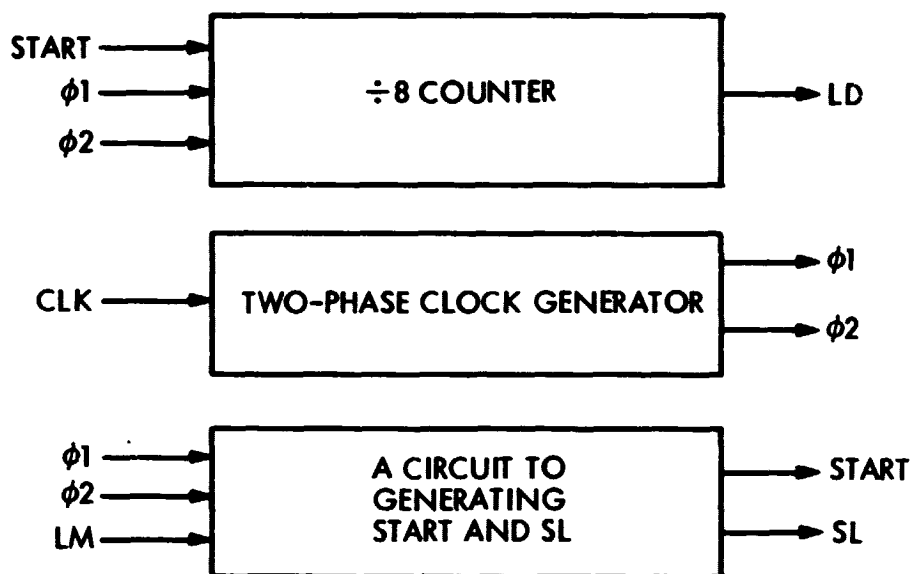 START
φ1
φ2
÷8 COUNTER
LD
CLK
TWO-PHASE CLOCK GENERATOR
φ1
φ2
φ1
φ2
LM
A CIRCUIT TO
GENERATING
START AND SL
START
SL